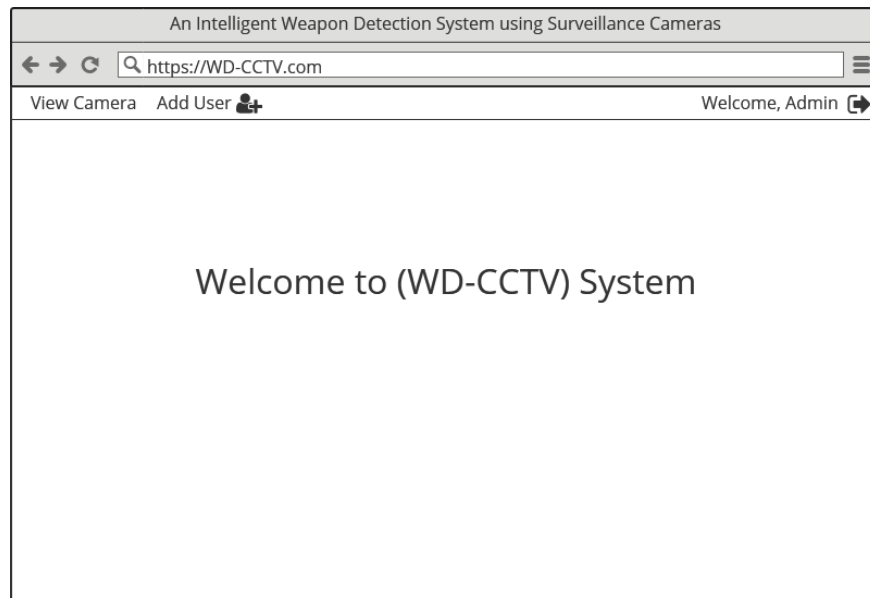 An Intelligent Weapon Detection System using Surveillance Cameras
https://WD-CCTV.com
View Camera Add User Welcome, Admin
Welcome to (WD-CCTV) System